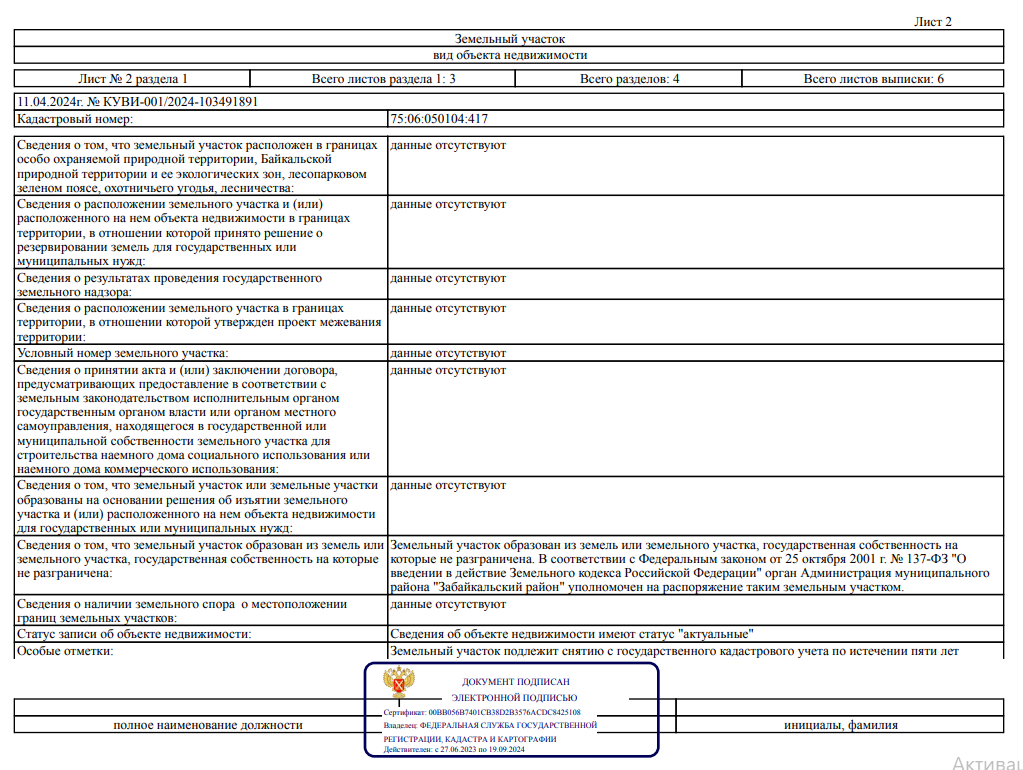 Лист 2
Земельный участок
вид объекта недвижимости
Лист № 2 раздела 1 Всего листов раздела 1: 3 Всего разделов: 4 Всего листов выписки: 6
11.04.2024г. № КУВИ-001/2024-103491891
Кадастровый номер: 75:06:050104:417
Сведения о том, что земельный участок расположен в границах данные отсутствуют
особо охраняемой природной территории, Байкальской
природной территории и ее экологических зон, лесопарковом
зеленом поясе, охотничьего угодья, лесничества:
Сведения о расположении земельного участка и (или) данные отсутствуют
расположенного на нем объекта недвижимости в границах
территории, в отношении которой принято решение о
резервировании земель для государственных или
муниципальных нужд:
Сведения о результатах проведения государственного данные отсутствуют
земельного надзора:
Сведения о расположении земельного участка в границах данные отсутствуют
территории, в отношении которой утвержден проект межевания
территории:
Условный номер земельного участка: данные отсутствуют
Сведения о принятии акта и (или) заключении договора, данные отсутствуют
предусматривающих предоставление в соответствии с
земельным законодательством исполнительным органом
государственным органом власти или органом местного
самоуправления, находящегося в государственной или
муниципальной собственности земельного участка для
строительства наемного дома социального использования или
наемного дома коммерческого использования:
Сведения о том, что земельный участок или земельные участки данные отсутствуют
образованы на основании решения об изъятии земельного
участка и (или) расположенного на нем объекта недвижимости
для государственных или муниципальных нужд:
Сведения о том, что земельный участок образован из земель или Земельный участок образован из земель или земельного участка, государственная собственность на
земельного участка, государственная собственность на которые которые не разграничена. В соответствии с Федеральным законом от 25 октября 2001 г. № 137-ФЗ "О
не разграничена: введении в действие Земельного кодекса Российской Федерации" орган Администрация муниципального
района "Забайкальский район" уполномочен на распоряжение таким земельным участком.
Сведения о наличии земельного спора о местоположении данные отсутствуют
границ земельных участков:
Статус записи об объекте недвижимости: Сведения об объекте недвижимости имеют статус "актуальные"
Особые отметки: Земельный участок подлежит снятию с государственного кадастрового учета по истечении пяти лет
ДОКУМЕНТ ПОДПИСАН
ЭЛЕКТРОННОЙ ПОДПИСЬЮ
Сертификат: 00BB056B7401CB38D2B3576ACDC8425108
Владелец: ФЕДЕРАЛЬНАЯ СЛУЖБА ГОСУДАРСТВЕННОЙ
РЕГИСТРАЦИИ, КАДАСТРА И КАРТОГРАФИИ
Действителен: с 27.06.2023 по 19.09.2024
полное наименование должности инициалы, фамилия